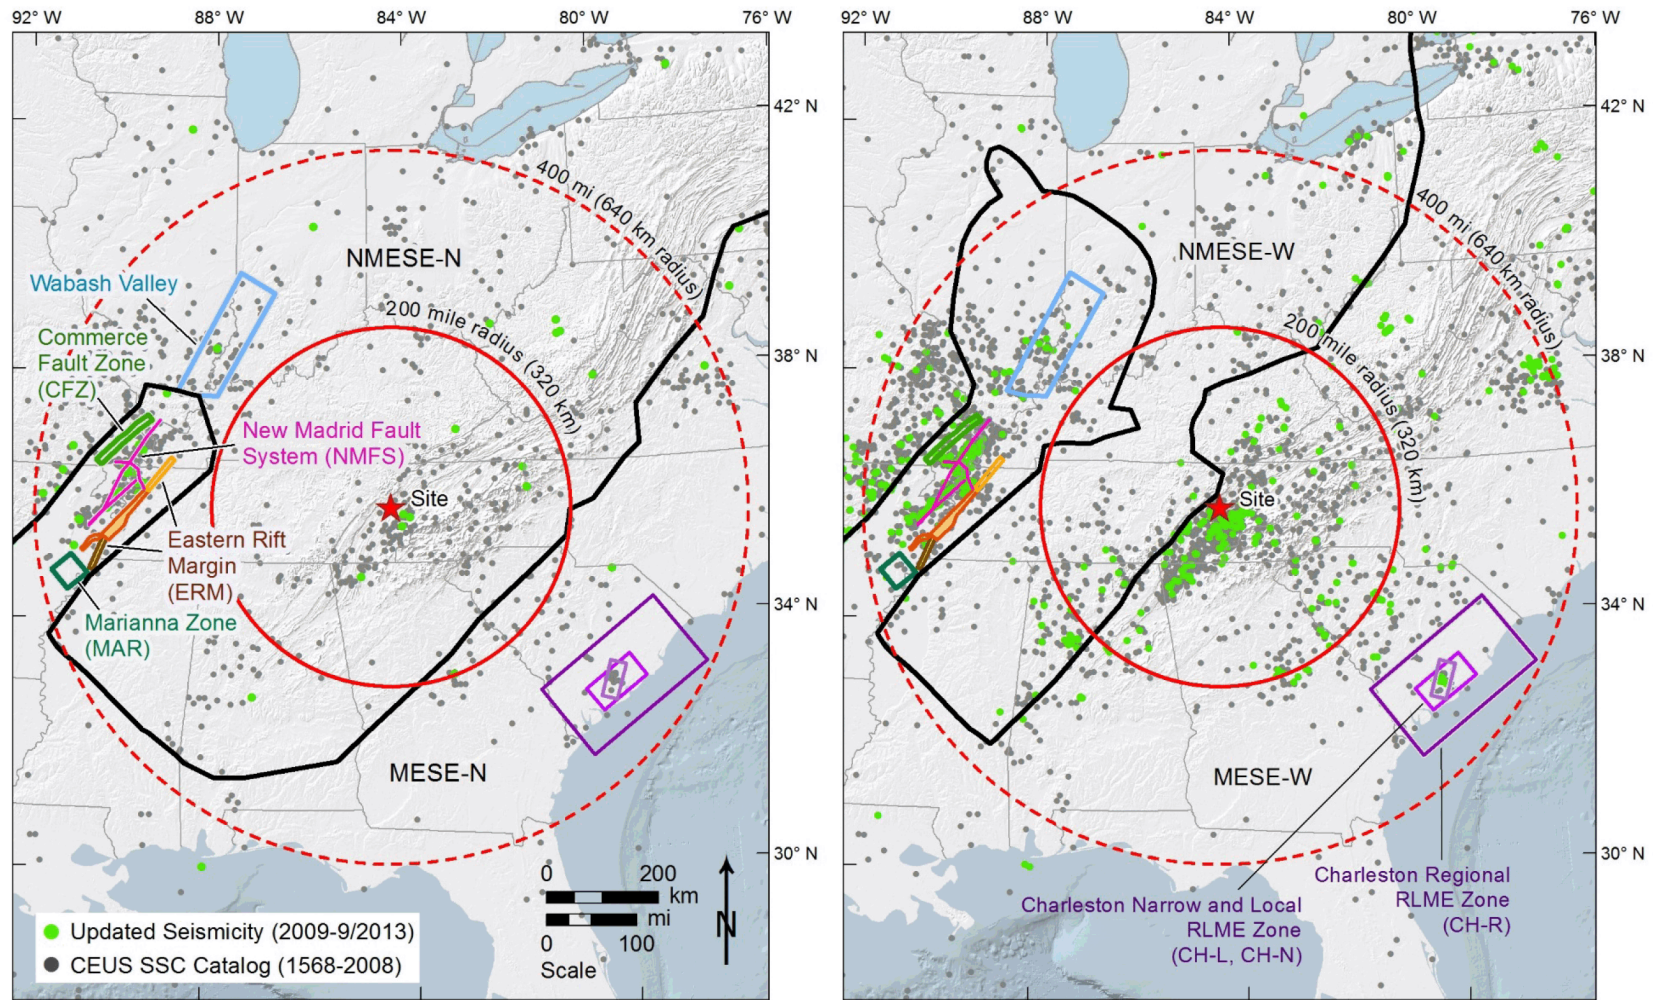 92° W
88° W
84° W
80° W
76° W
92° W
88° W
84° W
80° W
76° W
42° N
42° N
38° N
38° N
34° N
34° N
30° N
30° N
400 mi (640 km radius)
NMESE-N
Wabash Valley
200 mile radius (320 km)
Commerce
Fault Zone
(CFZ)
New Madrid Fault
System (NMFS)
Site
Eastern Rift
Margin
(ERM)
Marianna Zone
(MAR)
MESE-N
0 200
km
mi
0 100
Scale
N
Updated Seismicity (2009-9/2013)
CEUS SSC Catalog (1568-2008)
400 mi (640 km radius)
NMESE-W
200 mile radius (320 km)
Site
MESE-W
Charleston Regional
RLME Zone
(CH-R)
Charleston Narrow and Local
RLME Zone
(CH-L, CH-N)